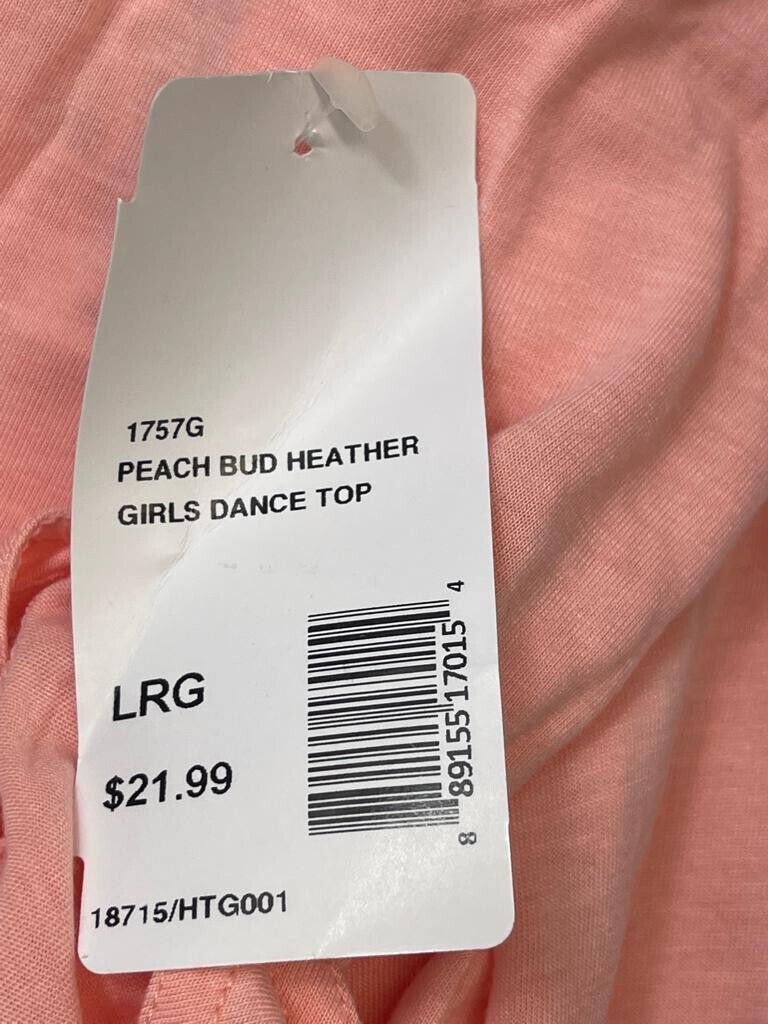 1757G
PEACH BUD HEATHER
GIRLS DANCE TOP
LRG
$21.99
8 89155 17015 4
18715/HTG001